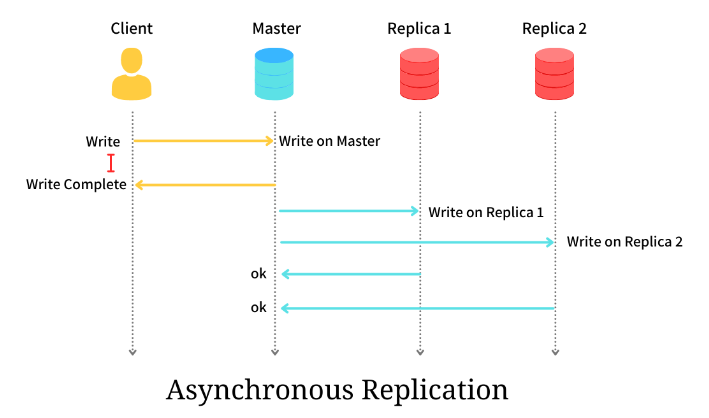 Client
Master
Replica 1
Replica 2
Write
Write on Master
Write Complete
Write on Replica 1
Write on Replica 2
ok
ok
Asynchronous Replication